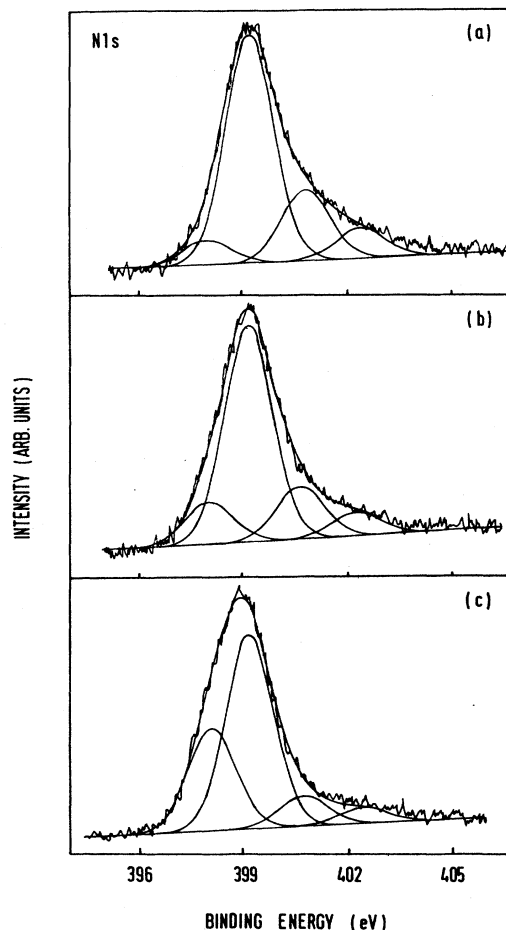 N1s
(a)
(b)
(c)
INTENSITY (ARB. UNITS)
396 399 402 405
BINDING ENERGY (eV)